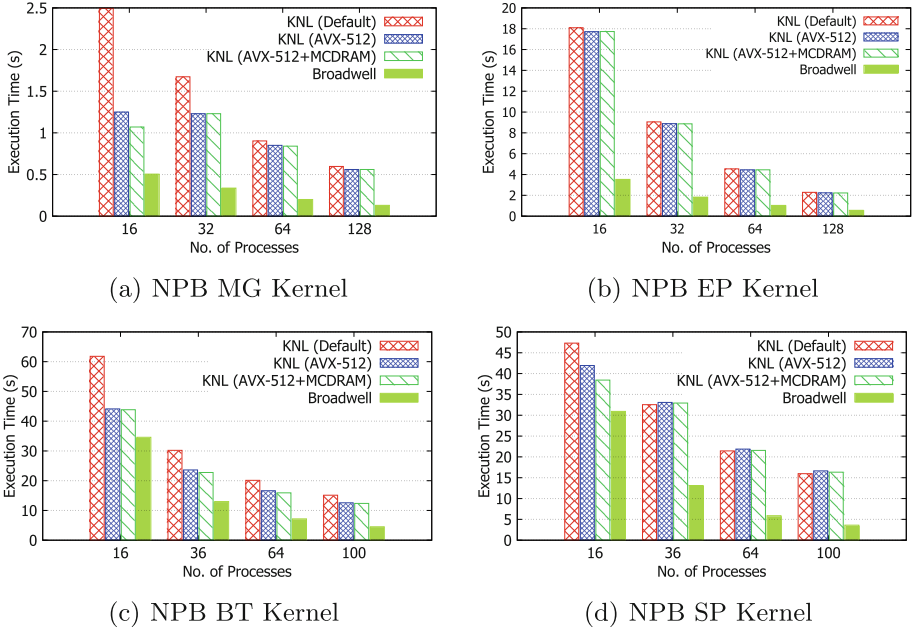 2.5
2
1.5
1
0.5
0
Execution Time (s)
KNL (Default)
KNL (AVX-512)
KNL (AVX-512+MCDRAM)
Broadwell
16 32 64 128
No. of Processes
(a) NPB MG Kernel
20
18
16
14
12
10
8
6
4
2
0
Execution Time (s)
KNL (Default)
KNL (AVX-512)
KNL (AVX-512+MCDRAM)
Broadwell
16 32 64 128
No. of Processes
(b) NPB EP Kernel
70
60
50
40
30
20
10
0
Execution Time (s)
KNL (Default)
KNL (AVX-512)
KNL (AVX-512+MCDRAM)
Broadwell
16 36 64 100
No. of Processes
(c) NPB BT Kernel
50
45
40
35
30
25
20
15
10
5
0
Execution Time (s)
KNL (Default)
KNL (AVX-512)
KNL (AVX-512+MCDRAM)
Broadwell
16 36 64 100
No. of Processes
(d) NPB SP Kernel